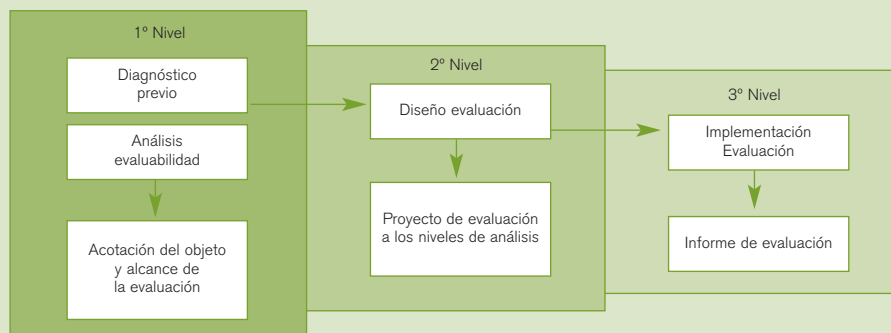 1º Nivel
Diagnóstico
previo
Análisis
evaluabilidad
Acotación del objeto
y alcance de
la evaluación
2º Nivel
Diseño evaluación
Proyecto de evaluación
a los niveles de análisis
3º Nivel
Implementación
Evaluación
Informe de evaluación